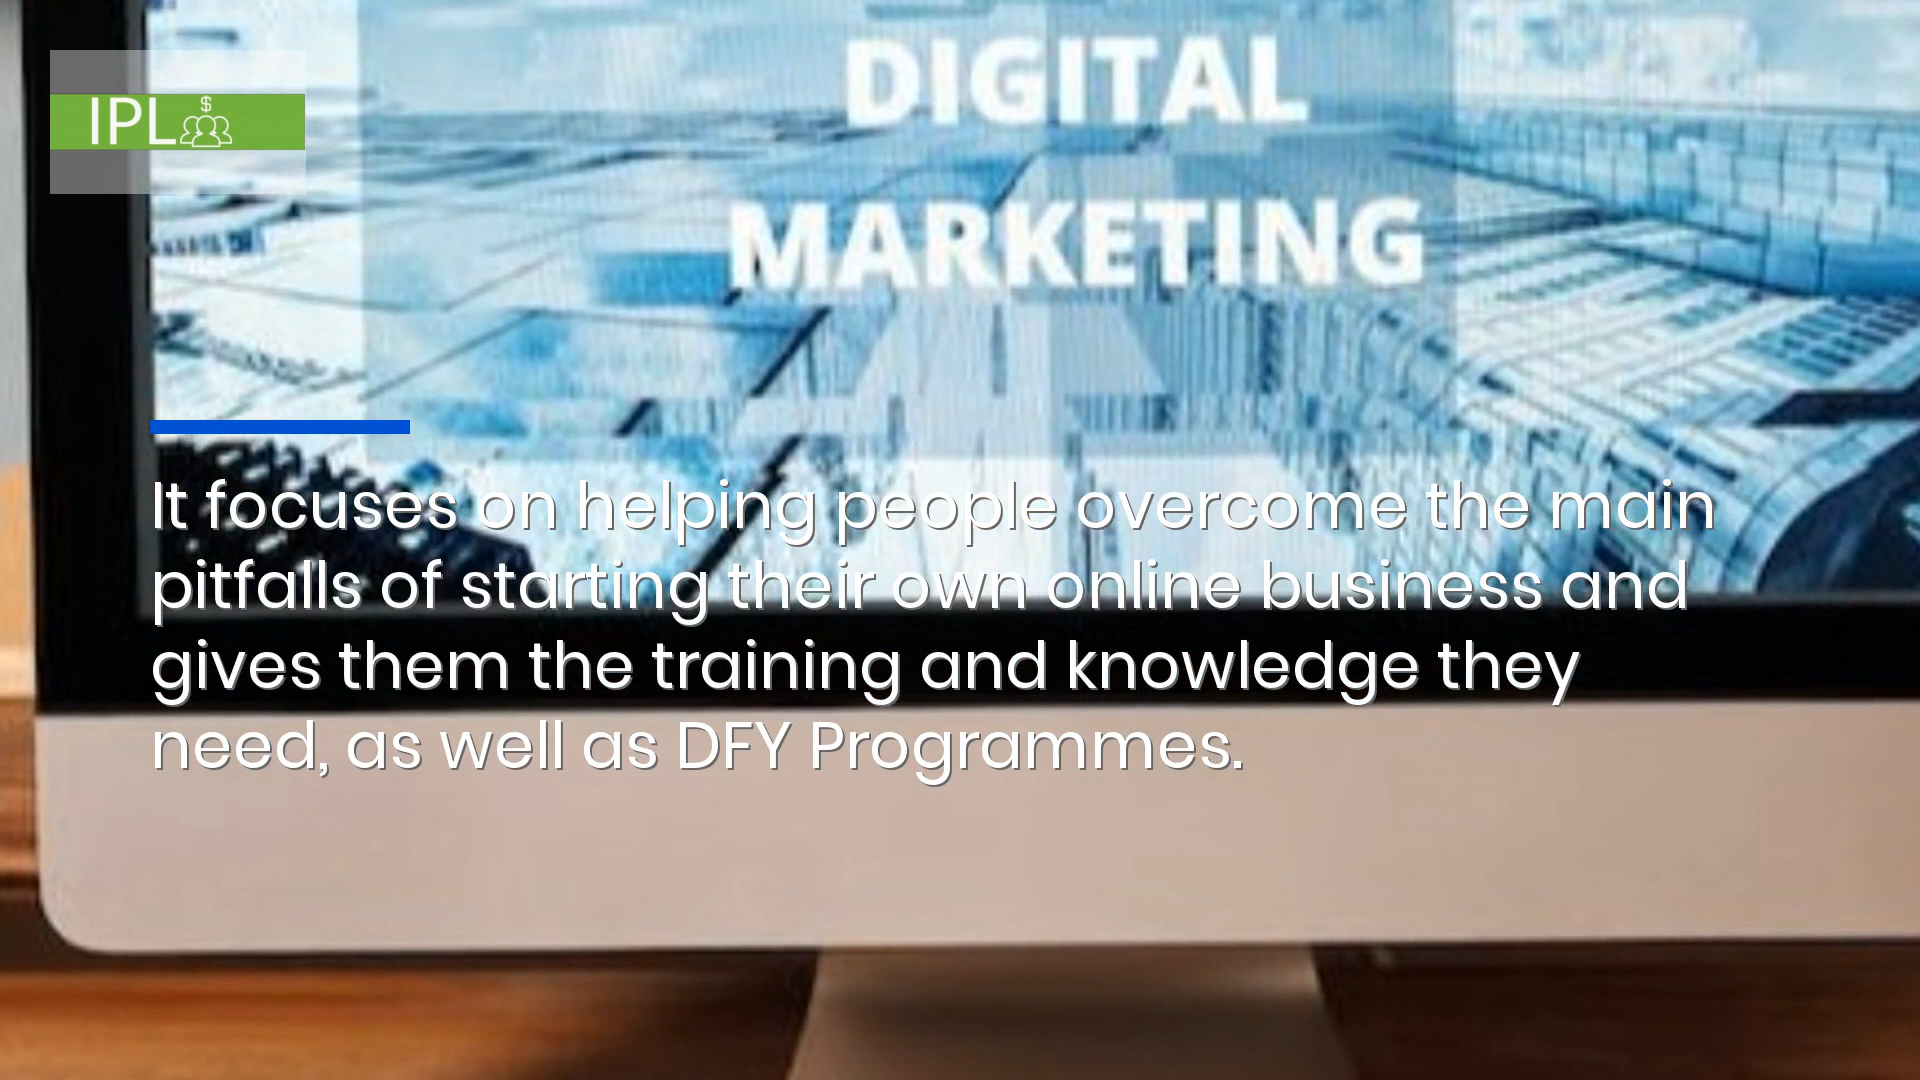 DIGITAL
MARKETING
IPL
$
It focuses on helping people overcome the main
pitfalls of starting their own online business and
gives them the training and knowledge they
need, as well as DFY Programmes.